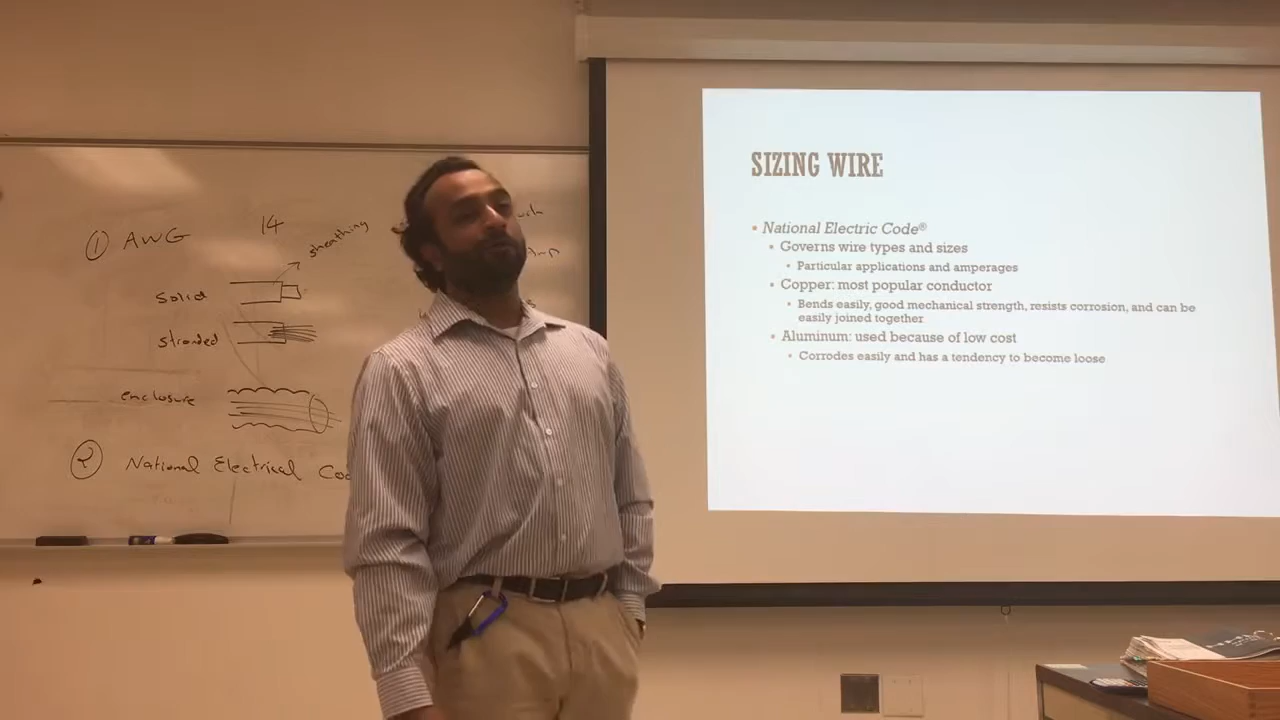 ① AWG 14
sheathing
solid
stranded
enclosure
② National Electrical
SIZING WIRE
▪ National Electric Code®
▪ Governs wire types and sizes
▪ Particular applications and amperages
▪ Copper: most popular conductor
▪ Bends easily, good mechanical strength, resists corrosion, and can be
easily joined together
▪ Aluminum: used because of low cost
▪ Corrodes easily and has a tendency to become loose